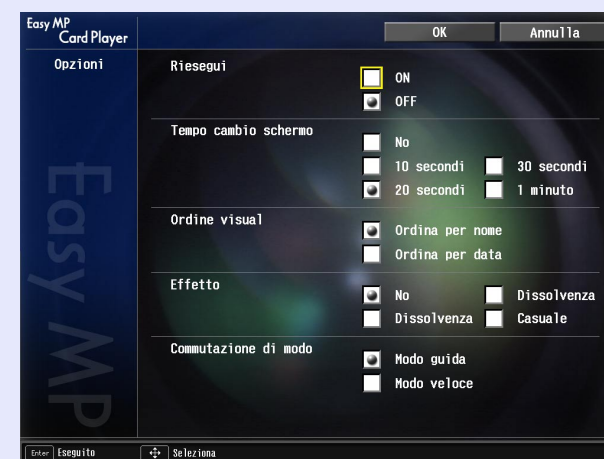 Easy MP
Card Player
OK
Annulla
Opzioni
Riesegui
ON
OFF
Tempo cambio schermo
No
10 secondi
30 secondi
20 secondi
1 minuto
Ordine visual
Ordina per nome
Ordina per data
Effetto
No
Dissolvenza
Dissolvenza
Casuale
Commutazione di modo
Modo guida
Modo veloce
Easy MP
Enter Eseguito
Seleziona